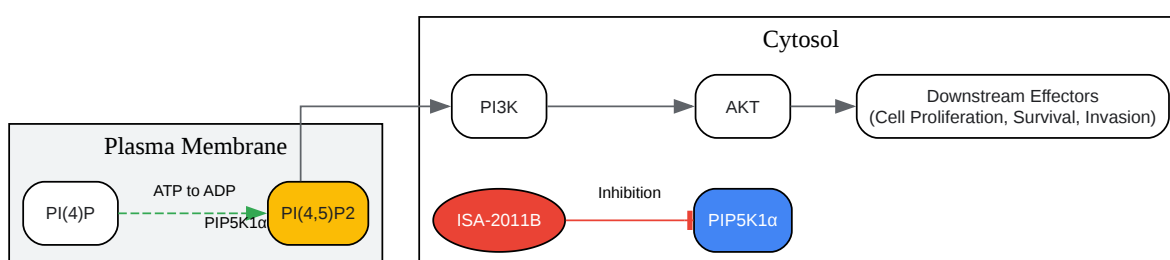 Cytosol
PI3K
AKT
Downstream Effectors
(Cell Proliferation, Survival, Invasion)
Plasma Membrane
PI(4)P
ATP to ADP
PIP5K1α
PI(4,5)P2
ISA-2011B
Inhibition
PIP5K1α